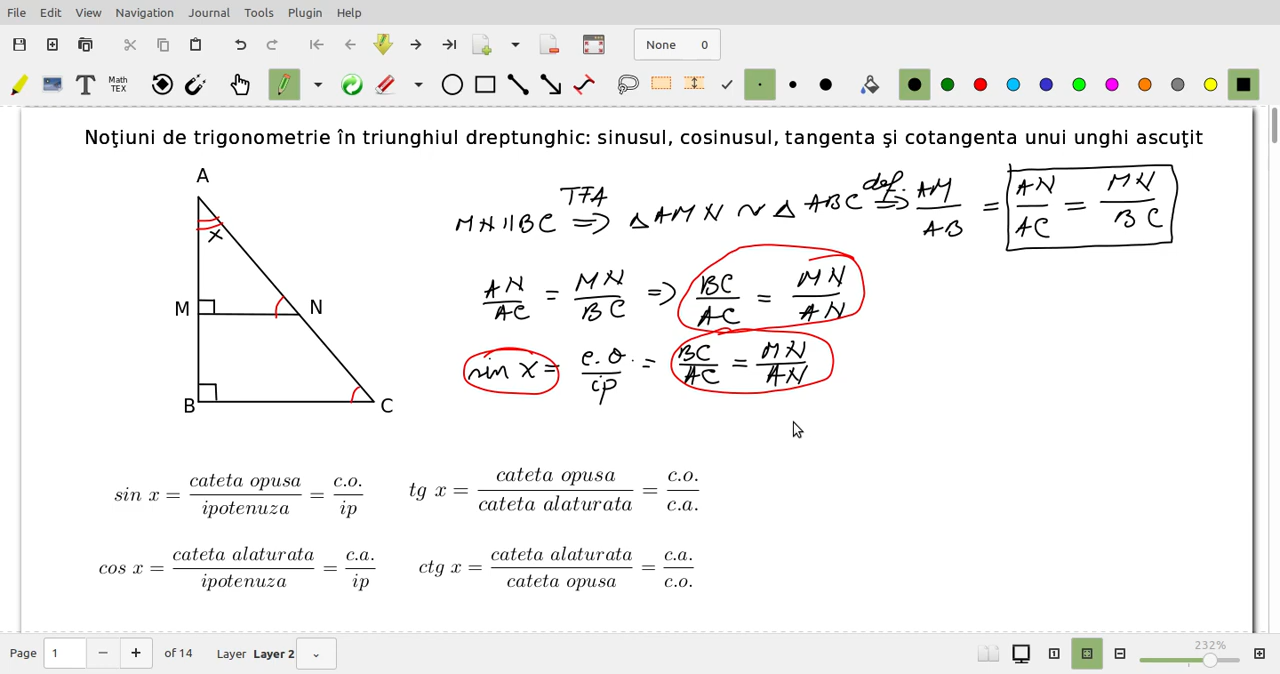 File Edit View Navigation Journal Tools Plugin Help
None 0
T Math TEX
Noţiuni de trigonometrie în triunghiul dreptunghic: sinusul, cosinusul, tangenta şi cotangenta unui unghi ascuţit
A
x
M N
B C
MN||BC TFA => Δ AMN ~ Δ ABC def. => AM/AB = AN/AC = MN/BC
AN/AC = MN/BC => BC/AC = MN/AN
sin x = c.o./ip = BC/AC = MN/AN
sin x = cateta opusa/ipotenuza = c.o./ip
tg x = cateta opusa/cateta alaturata = c.o./c.a.
cos x = cateta alaturata/ipotenuza = c.a./ip
ctg x = cateta alaturata/cateta opusa = c.a./c.o.
Page 1 of 14 Layer Layer 2 232%